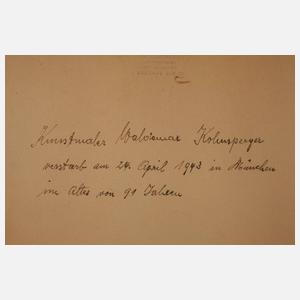 Kunstmaler Waldemar Kolmsperger
verstarb am 24. April 1943 in München
im Alter von 91 Jahren